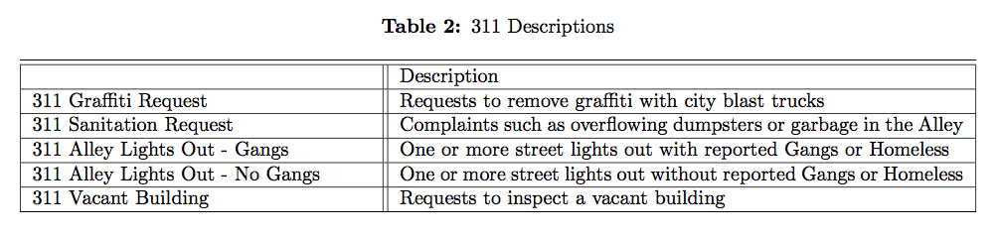 Table 2: 311 Descriptions
Description
311 Graffiti Request Requests to remove graffiti with city blast trucks
311 Sanitation Request Complaints such as overflowing dumpsters or garbage in the Alley
311 Alley Lights Out - Gangs One or more street lights out with reported Gangs or Homeless
311 Alley Lights Out - No Gangs One or more street lights out without reported Gangs or Homeless
311 Vacant Building Requests to inspect a vacant building